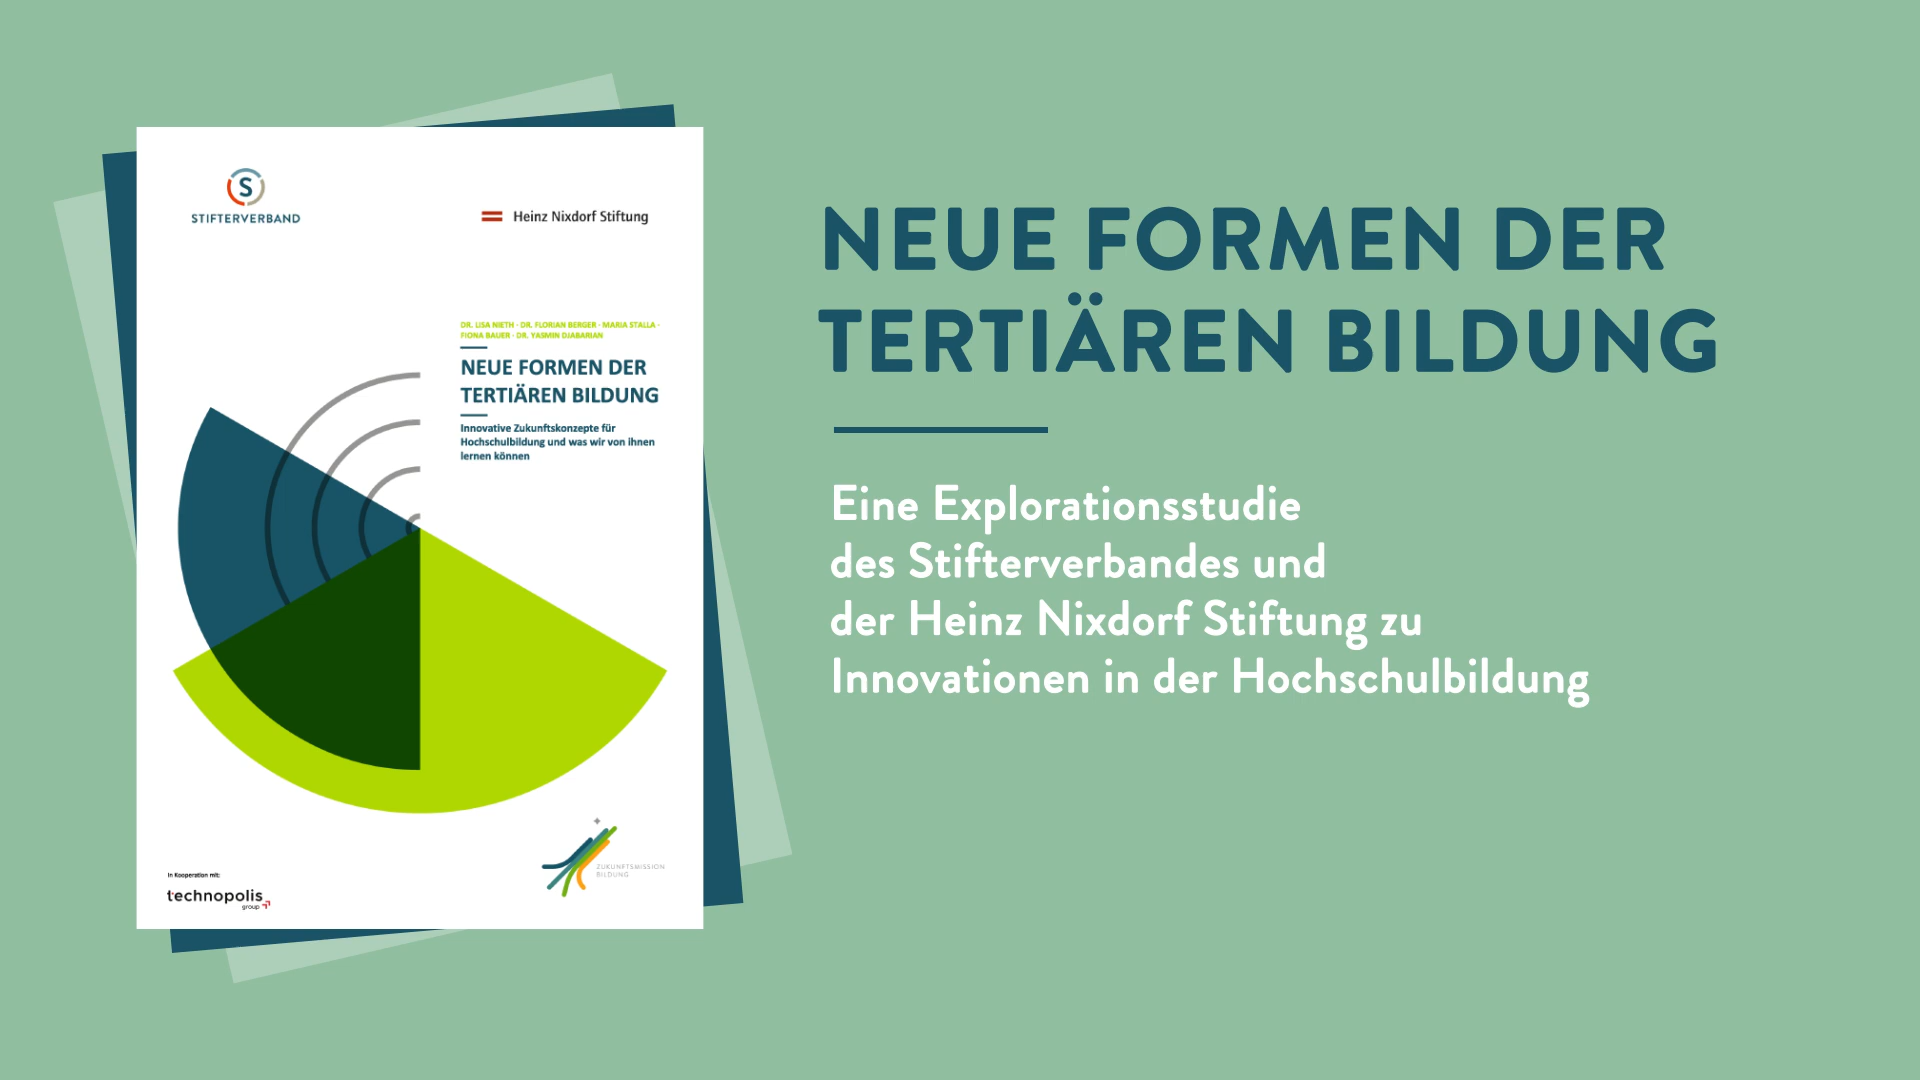 STIFTERVERBAND
Heinz Nixdorf Stiftung
DR. LISA NIETH · DR. FLORIAN BERGER · MARIA STALLA ·
FIONA BAUER · DR. YASMIN DJABARIAN
NEUE FORMEN DER
TERTIÄREN BILDUNG
Innovative Zukunftskonzepte für
Hochschulbildung und was wir von ihnen
lernen können
ZUKUNFTSMISSION
BILDUNG
In Kooperation mit:
technopolis
group
NEUE FORMEN DER
TERTIÄREN BILDUNG
Eine Explorationsstudie
des Stifterverbandes und
der Heinz Nixdorf Stiftung zu
Innovationen in der Hochschulbildung